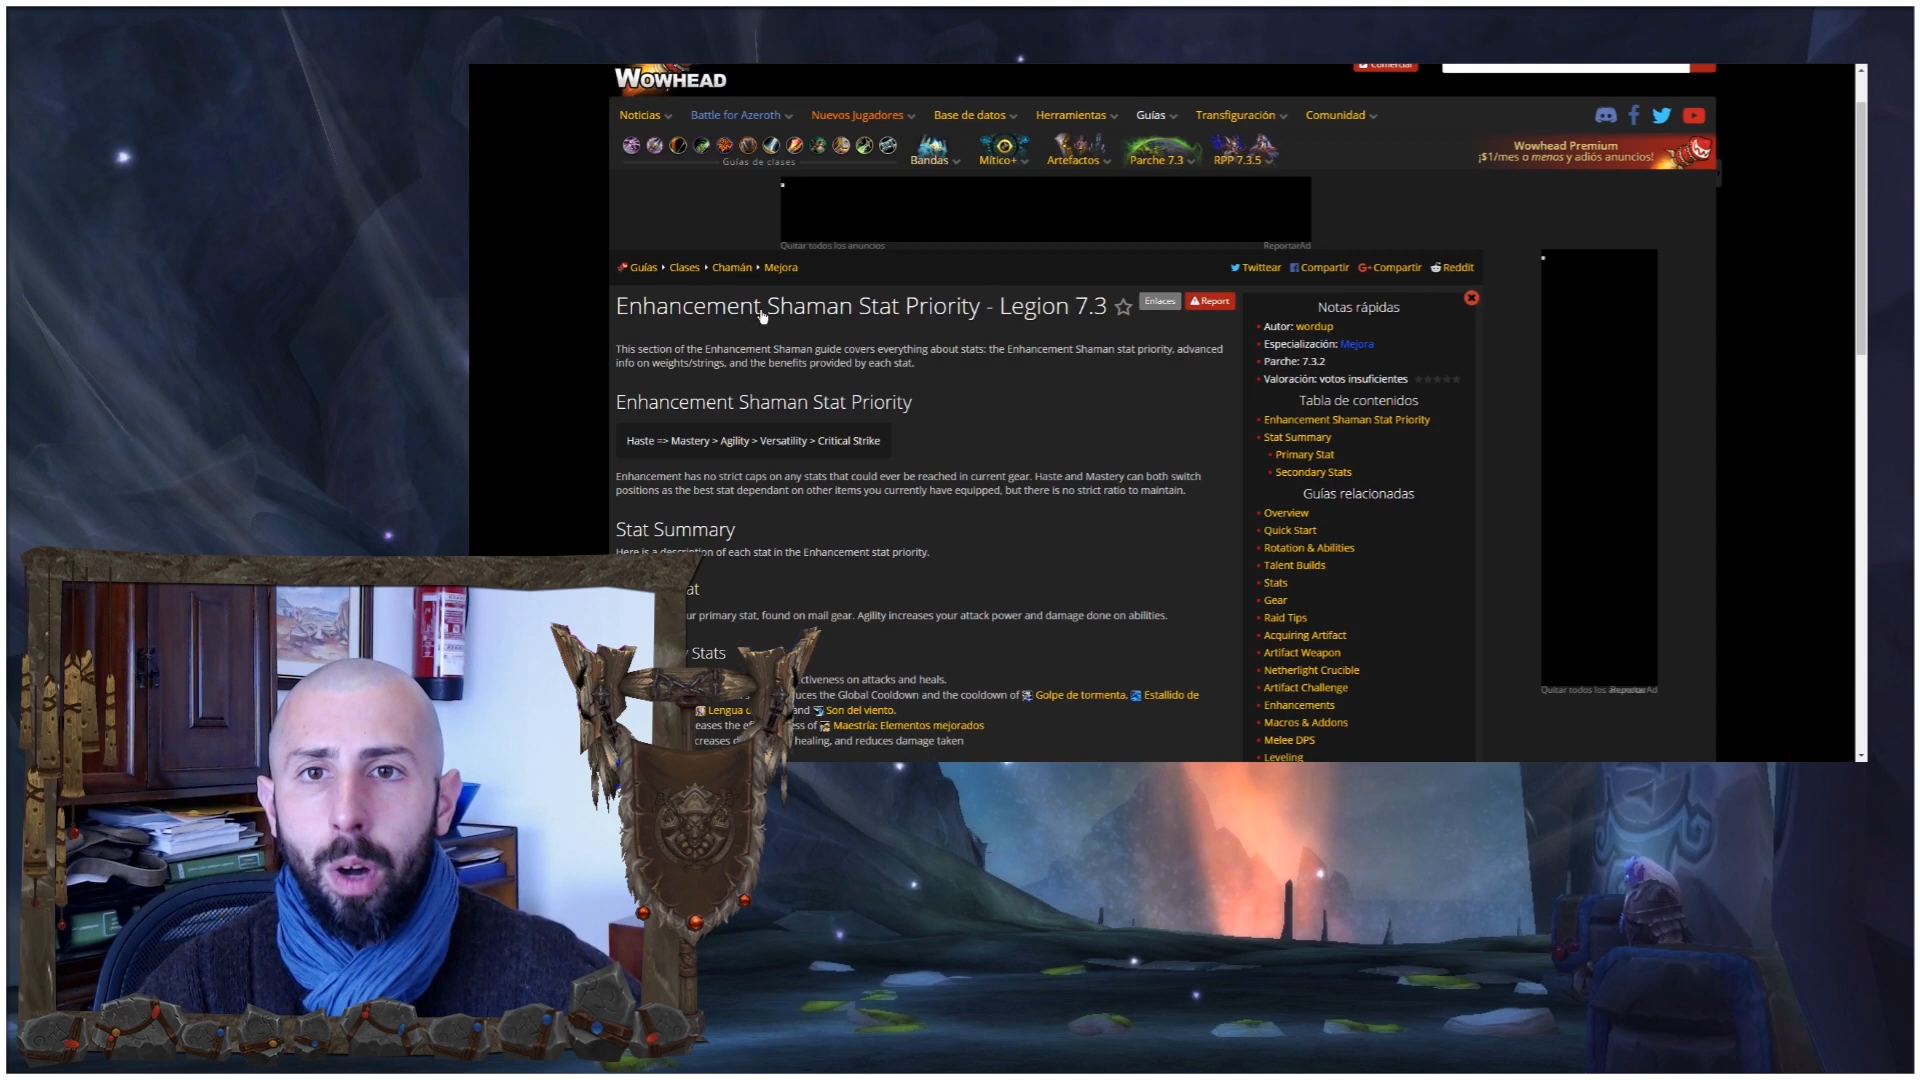 WOWHEAD
Comercial
Noticias
Battle for Azeroth
Nuevos Jugadores
Base de datos
Herramientas
Guías
Transfiguración
Comunidad
Guías de clases
Bandas
Mítico+
Artefactos
Parche 7.3
RPP 7.3.5
Wowhead Premium
¡$1/mes o menos y adiós anuncios!
Quitar todos los anuncios
ReportarAd
Guías
Clases
Chamán
Mejora
Twittear
Compartir
G+ Compartir
Reddit
Enhancement Shaman Stat Priority - Legion 7.3
Enlaces
Report
This section of the Enhancement Shaman guide covers everything about stats: the Enhancement Shaman stat priority, advanced
info on weights/strings, and the benefits provided by each stat.
Enhancement Shaman Stat Priority
Haste => Mastery > Agility > Versatility > Critical Strike
Enhancement has no strict caps on any stats that could ever be reached in current gear. Haste and Mastery can both switch
positions as the best stat dependant on other items you currently have equipped, but there is no strict ratio to maintain.
Stat Summary
Here is a description of each stat in the Enhancement stat priority.
primary stat, found on mail gear. Agility increases your attack power and damage done on abilities.
Stats
on attacks and heals.
the Global Cooldown and the cooldown of Golpe de tormenta, Estallido de
Lengua and Son del viento.
of Maestría: Elementos mejorados
healing, and reduces damage taken
Notas rápidas
Autor: wordup
Especialización: Mejora
Parche: 7.3.2
Valoración: votos insuficientes
Tabla de contenidos
Enhancement Shaman Stat Priority
Stat Summary
Primary Stat
Secondary Stats
Guías relacionadas
Overview
Quick Start
Rotation & Abilities
Talent Builds
Stats
Gear
Raid Tips
Acquiring Artifact
Artifact Weapon
Netherlight Crucible
Artifact Challenge
Enhancements
Macros & Addons
Melee DPS
Leveling
Quitar todos los
ReportarAd